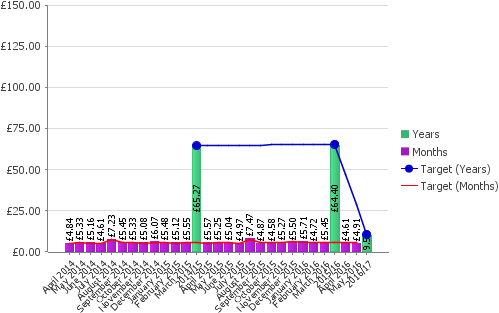 £150.00
£125.00
£100.00
£75.00
£50.00
£25.00
£0.00
£4.84
£5.33
£5.16
£4.61
£7.23
£5.45
£5.33
£5.08
£6.07
£5.48
£5.12
£5.55
£65.27
£5.57
£5.25
£5.04
£4.97
£7.47
£4.87
£4.58
£5.27
£5.50
£5.71
£4.72
£5.45
£64.40
£4.61
£4.91
April 2014
May 2014
June 2014
July 2014
August 2014
September 2014
October 2014
November 2014
December 2014
January 2015
February 2015
March 2015
2014/15
April 2015
May 2015
June 2015
July 2015
August 2015
September 2015
October 2015
November 2015
December 2015
January 2016
February 2016
March 2016
2015/16
April 2016
May 2016
2016/17
Years
Months
Target (Years)
Target (Months)